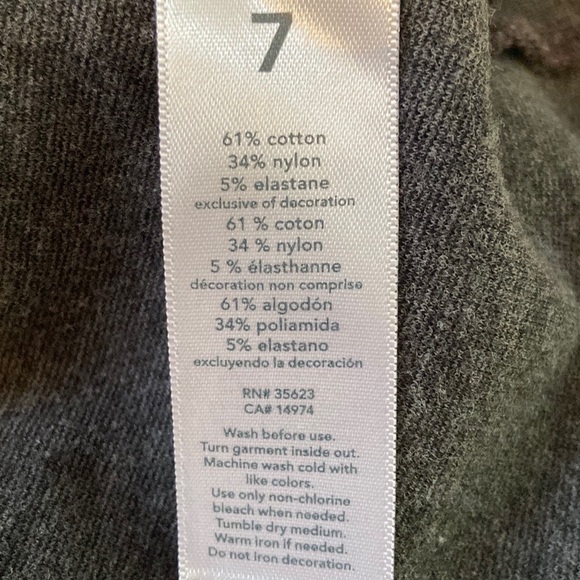 7
61% cotton
34% nylon
5% elastane
exclusive of decoration
61 % coton
34 % nylon
5 % élasthanne
décoration non comprise
61% algodón
34% poliamida
5% elastano
excluyendo la decoración
RN# 35623
CA# 14974
Wash before use.
Turn garment inside out.
Machine wash cold with
like colors.
Use only non-chlorine
bleach when needed.
Tumble dry medium.
Warm iron if needed.
Do not iron decoration.